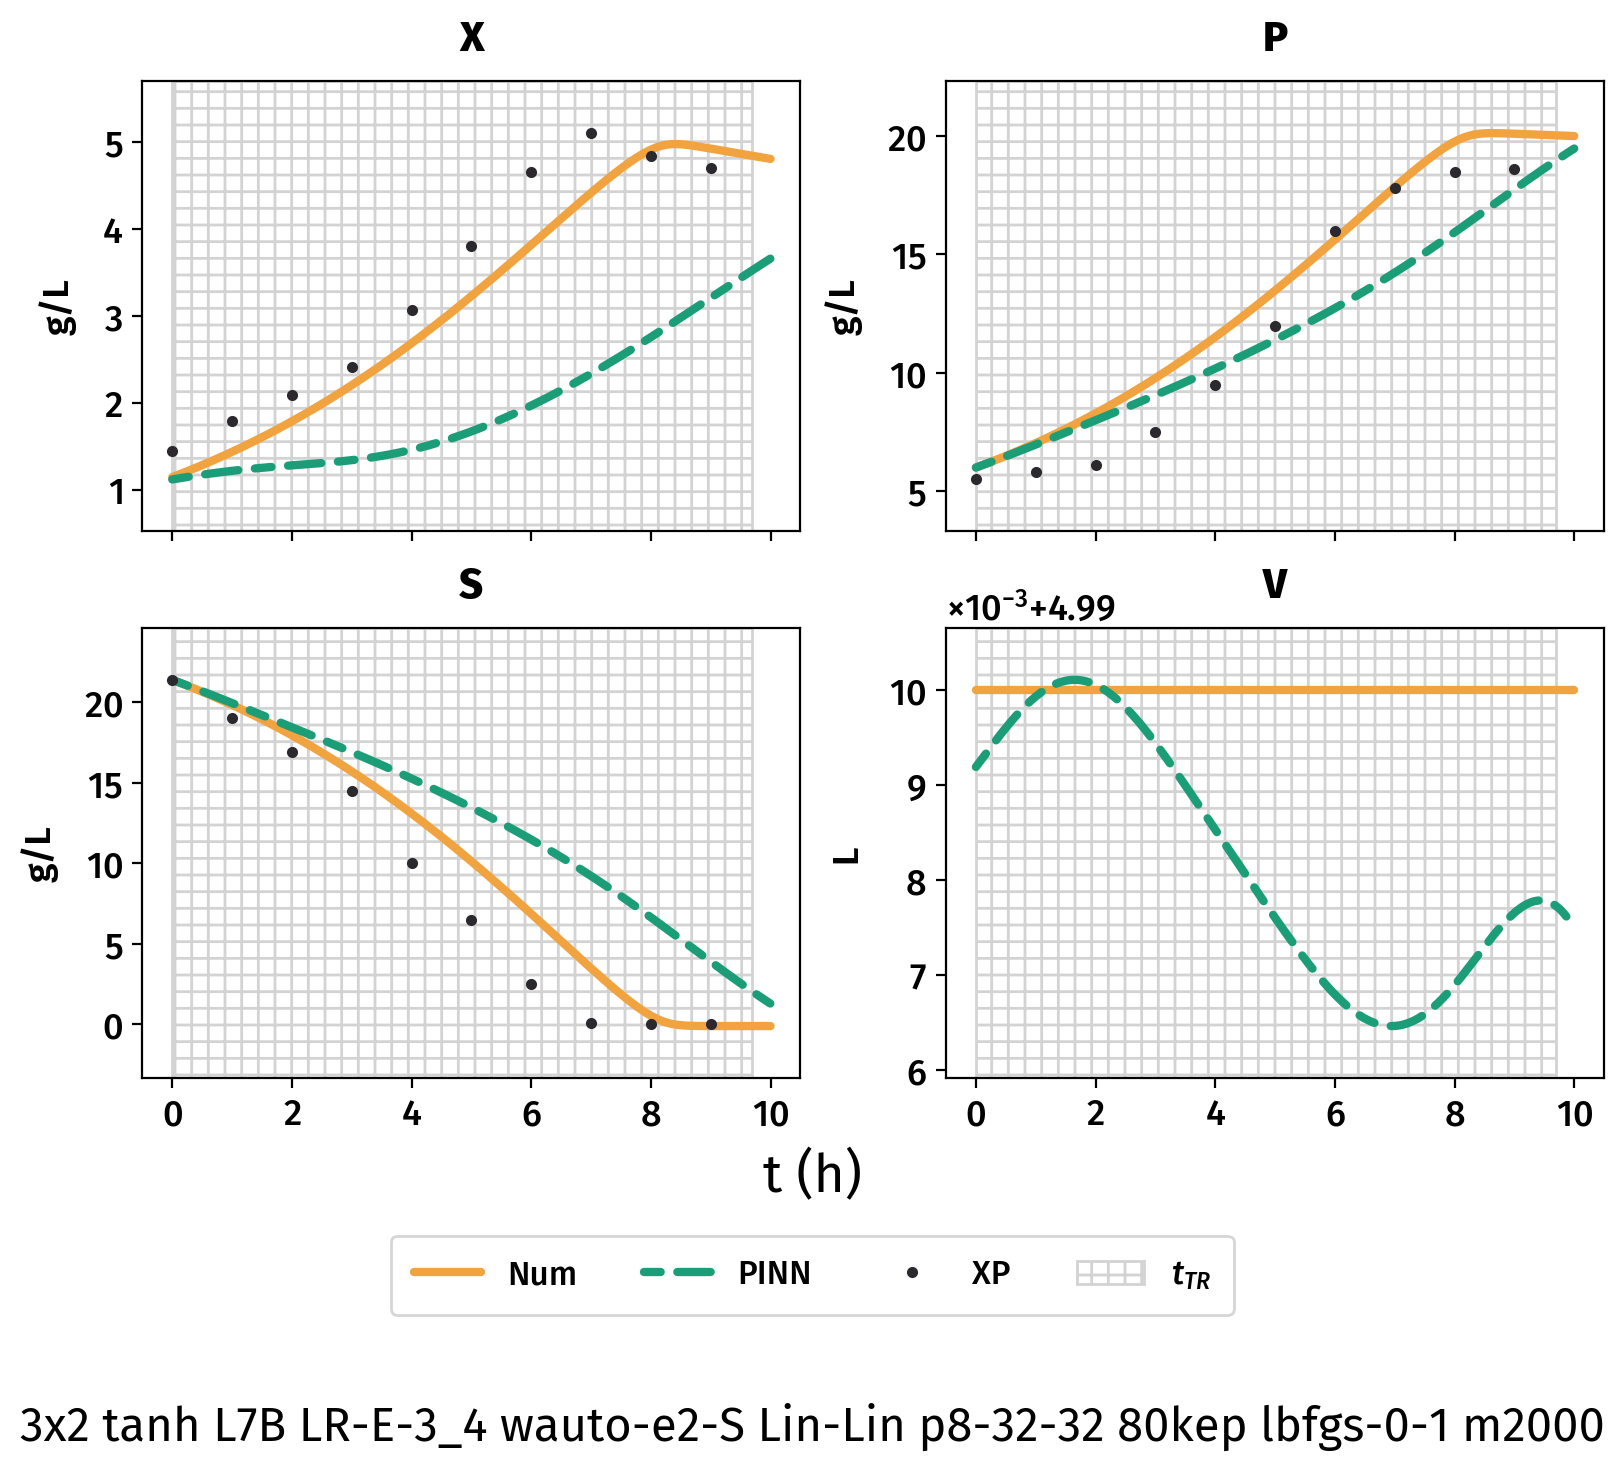 X
P
5
4
3
2
1
g/L
20
15
10
5
g/L
S
V
×10⁻³+4.99
20
15
10
5
0
g/L
10
9
8
7
6
L
0 2 4 6 8 10
0 2 4 6 8 10
t (h)
Num PINN XP t_TR
3x2 tanh L7B LR-E-3_4 wauto-e2-S Lin-Lin p8-32-32 80kep lbfgs-0-1 m2000